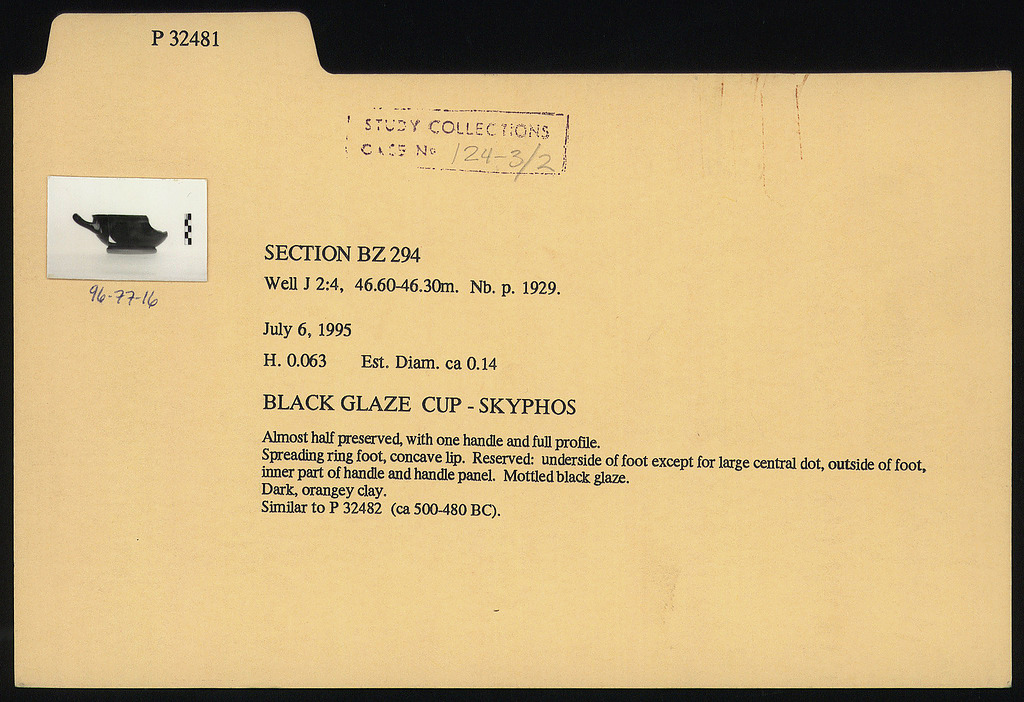 P 32481
STUDY COLLECTIONS
CASE No 124-3/2
96-77-16
SECTION BZ 294
Well J 2:4, 46.60-46.30m. Nb. p. 1929.
July 6, 1995
H. 0.063 Est. Diam. ca 0.14
BLACK GLAZE CUP - SKYPHOS
Almost half preserved, with one handle and full profile.
Spreading ring foot, concave lip. Reserved: underside of foot except for large central dot, outside of foot,
inner part of handle and handle panel. Mottled black glaze.
Dark, orangey clay.
Similar to P 32482 (ca 500-480 BC).